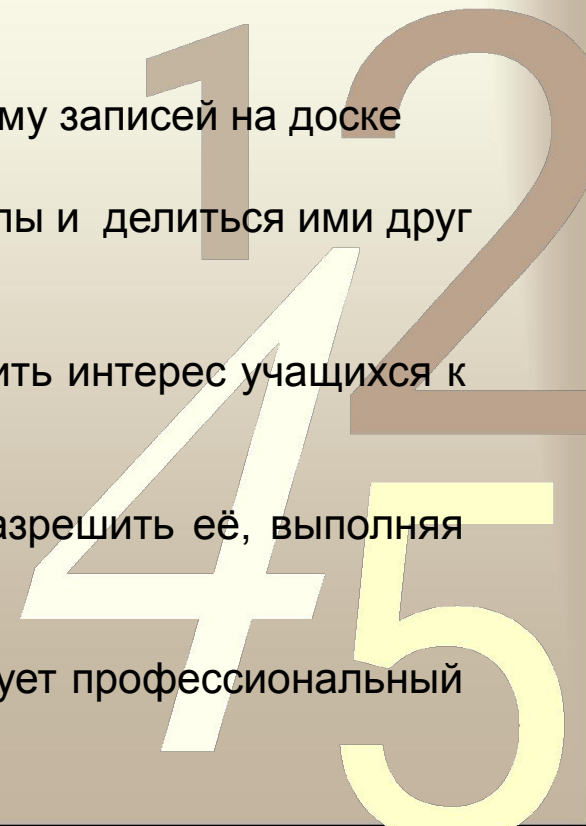 му записей на доске
лы и делиться ими друг
ить интерес учащихся к
азрешить её, выполняя
ует профессиональный
1
2
4
5